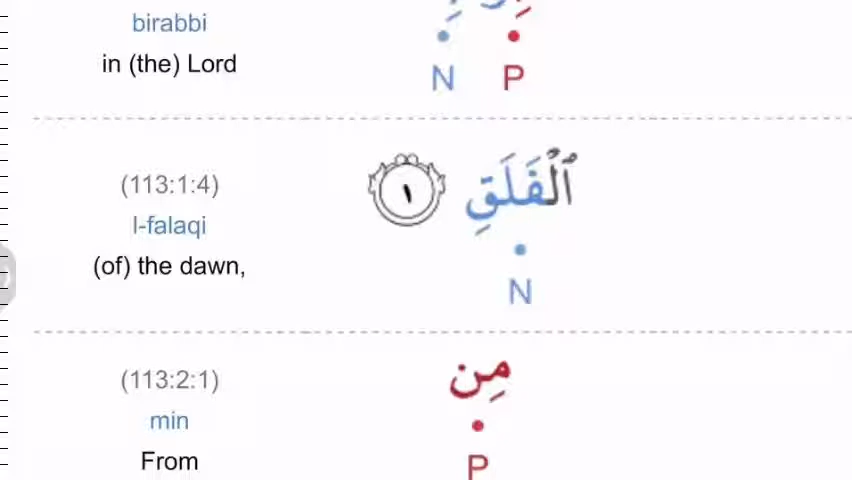 birabbi
in (the) Lord
N P
(113:1:4)
l-falaqi
(of) the dawn,
ٱلْفَلَقِ ١
N
(113:2:1)
min
From
مِن
P